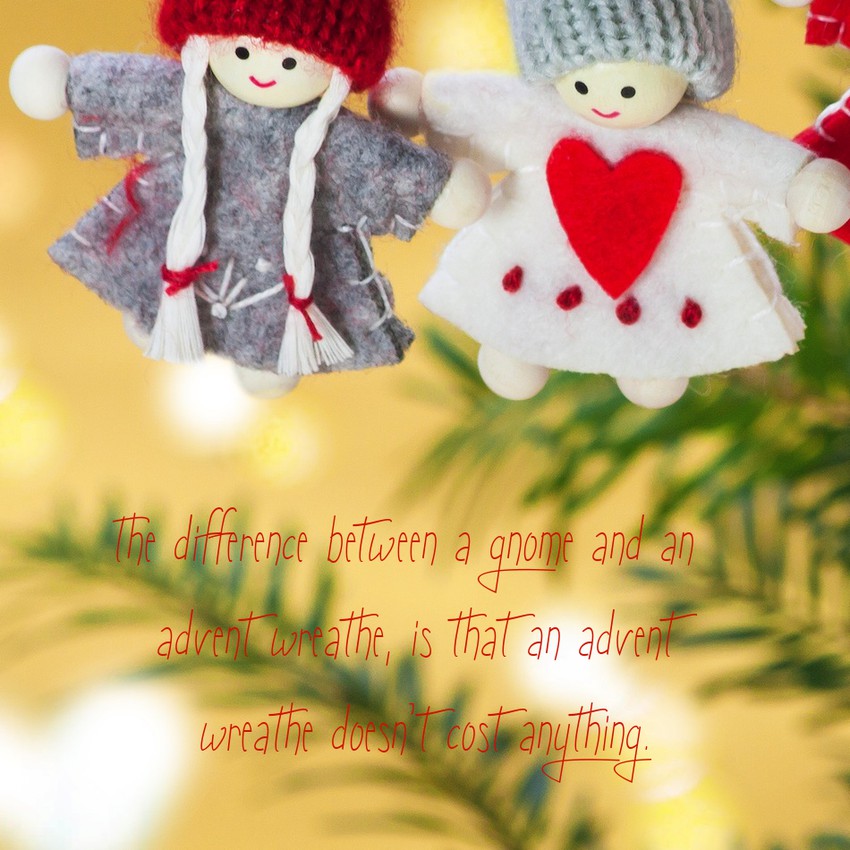 The difference between a gnome and an
advent wreathe, is that an advent
wreathe doesn't cost anything.